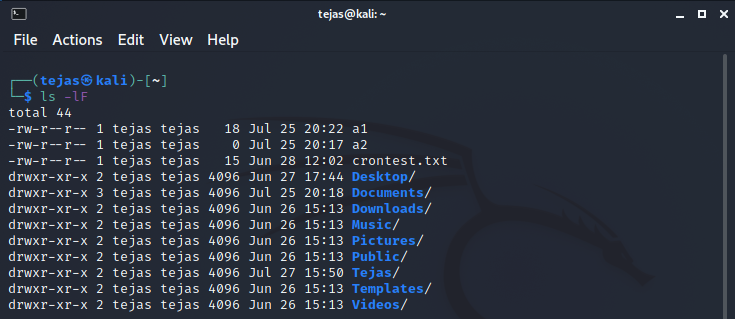 tejas@kali: ~
File Actions Edit View Help
┌──(tejas㉿kali)-[~]
└─$ ls -lF
total 44
-rw-r--r-- 1 tejas tejas   18 Jul 25 20:22 a1
-rw-r--r-- 1 tejas tejas    0 Jul 25 20:17 a2
-rw-r--r-- 1 tejas tejas   15 Jun 28 12:02 crontest.txt
drwxr-xr-x 2 tejas tejas 4096 Jun 27 17:44 Desktop/
drwxr-xr-x 3 tejas tejas 4096 Jul 25 20:18 Documents/
drwxr-xr-x 2 tejas tejas 4096 Jun 26 15:13 Downloads/
drwxr-xr-x 2 tejas tejas 4096 Jun 26 15:13 Music/
drwxr-xr-x 2 tejas tejas 4096 Jun 26 15:13 Pictures/
drwxr-xr-x 2 tejas tejas 4096 Jun 26 15:13 Public/
drwxr-xr-x 2 tejas tejas 4096 Jul 27 15:50 Tejas/
drwxr-xr-x 2 tejas tejas 4096 Jun 26 15:13 Templates/
drwxr-xr-x 2 tejas tejas 4096 Jun 26 15:13 Videos/